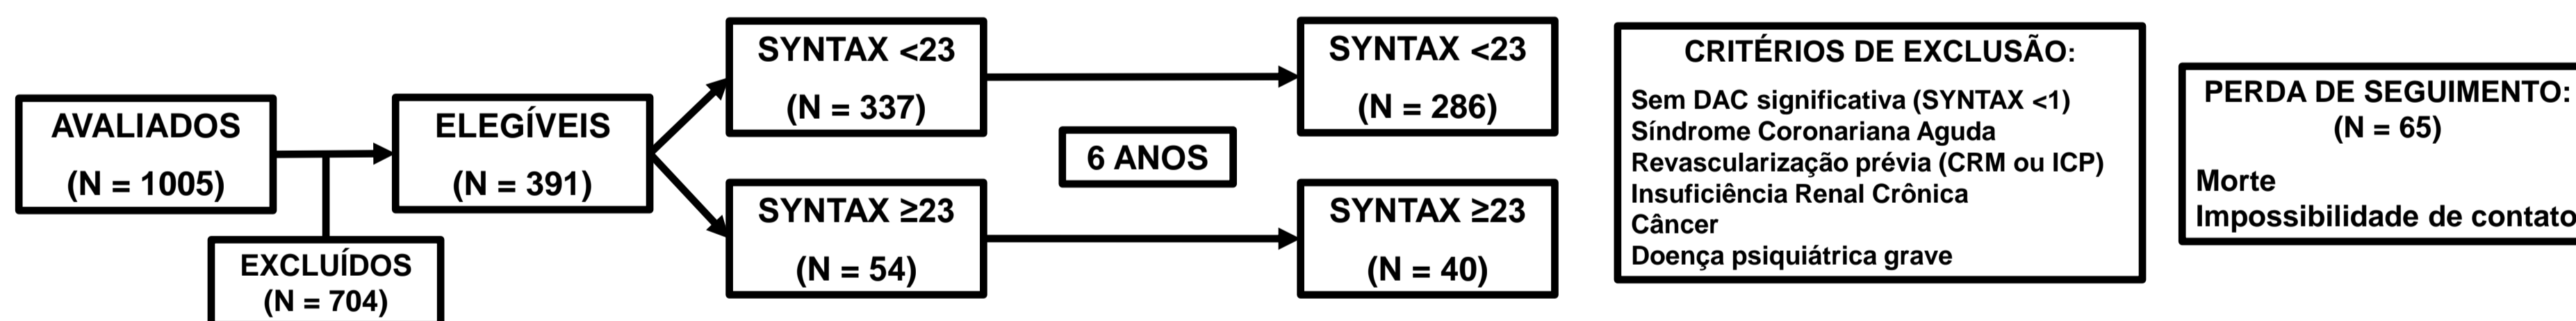 AVALIADOS
(N = 1005)
EXCLUÍDOS
(N = 704)
ELEGÍVEIS
(N = 391)
SYNTAX <23
(N = 337)
SYNTAX ≥23
(N = 54)
6 ANOS
SYNTAX <23
(N = 286)
SYNTAX ≥23
(N = 40)
CRITÉRIOS DE EXCLUSÃO:
Sem DAC significativa (SYNTAX <1)
Síndrome Coronariana Aguda
Revascularização prévia (CRM ou ICP)
Insuficiência Renal Crônica
Câncer
Doença psiquiátrica grave
PERDA DE SEGUIMENTO:
(N = 65)
Morte
Impossibilidade de contato